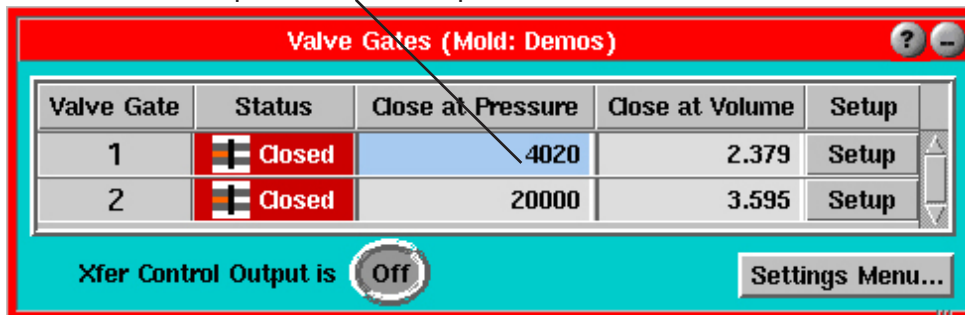 Valve Gates (Mold: Demos) ? –
Valve Gate Status Close at Pressure Close at Volume Setup
1 Closed 4020 2.379 Setup
2 Closed 20000 3.595 Setup
Xfer Control Output is Off Settings Menu...